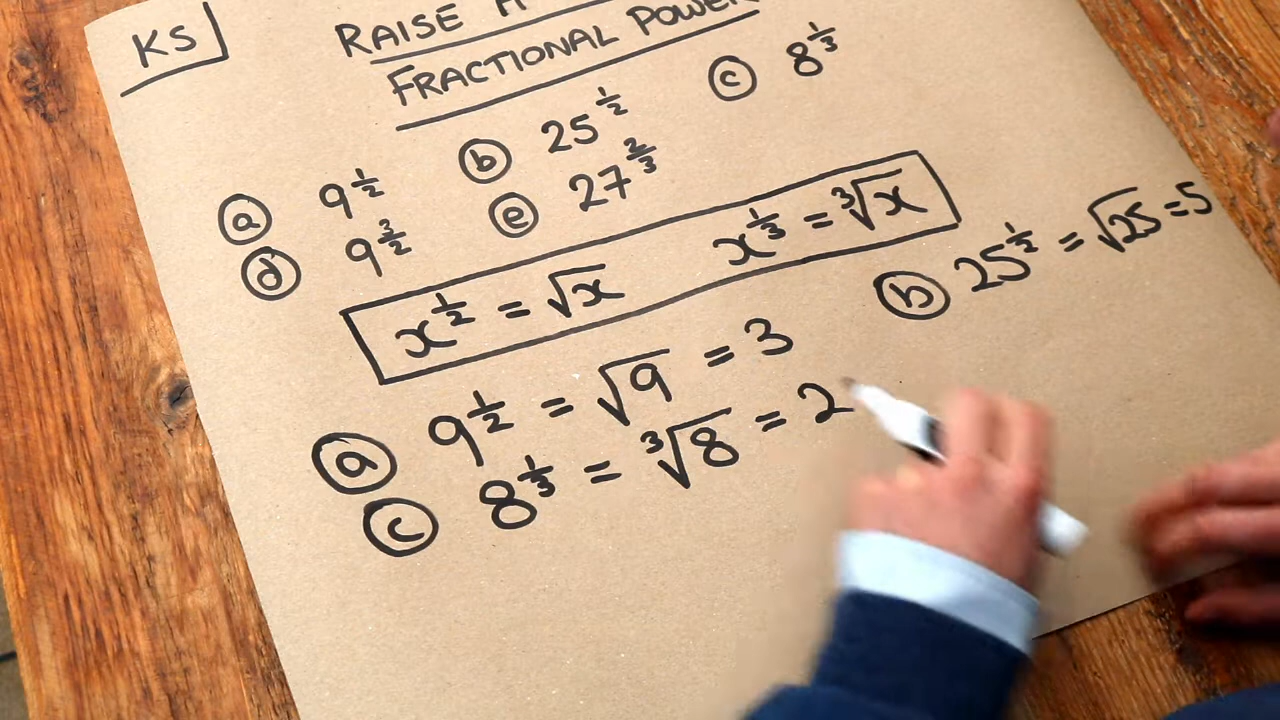 KS
RAISE A
FRACTIONAL POWER
ⓐ 9^½ ⓑ 25^½ ⓒ 8^⅓
ⓓ 9^(3/2) ⓔ 27^⅔
x^½ = √x x^⅓ = ∛x
ⓐ 9^½ = √9 = 3 ⓑ 25^½ = √25 = 5
ⓒ 8^⅓ = ∛8 = 2